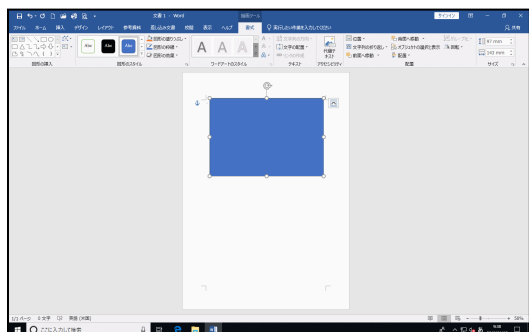 文書 1 - Word
描画ツール
サインイン
ファイル ホーム 挿入 デザイン レイアウト 参考資料 差し込み文書 校閲 表示 ヘルプ 書式 実行したい作業を入力してください 共有
Abc Abc Abc
図形の塗りつぶし
図形の枠線
図形の効果
A A A
文字列の方向
文字の配置
代替テキスト
位置
文字列の折り返し
前面へ移動
背面へ移動
オブジェクトの選択と表示
配置
回転
97 mm
143 mm
図形の挿入 図形のスタイル ワードアートのスタイル テキスト アクセシビリティ 配置 サイズ
1/1 ページ 0 文字 英語 (米国) 50%
ここに入力して検索